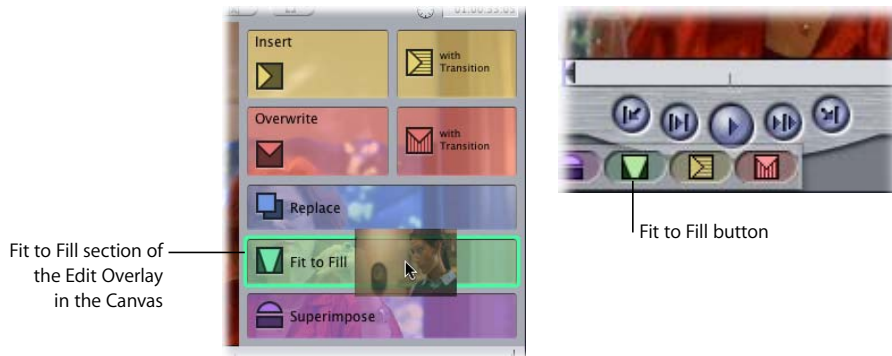 Insert
with
Transition
Overwrite
with
Transition
Replace
Fit to Fill
Superimpose
Fit to Fill section of
the Edit Overlay
in the Canvas
Fit to Fill button